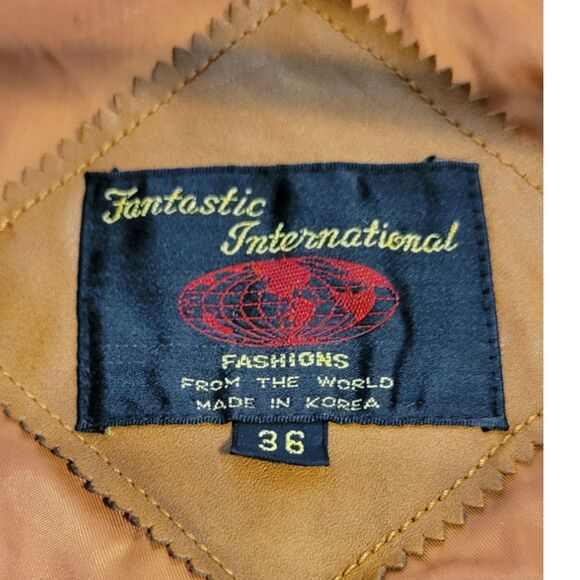 Fantastic
International
FASHIONS
FROM THE WORLD
MADE IN KOREA
36